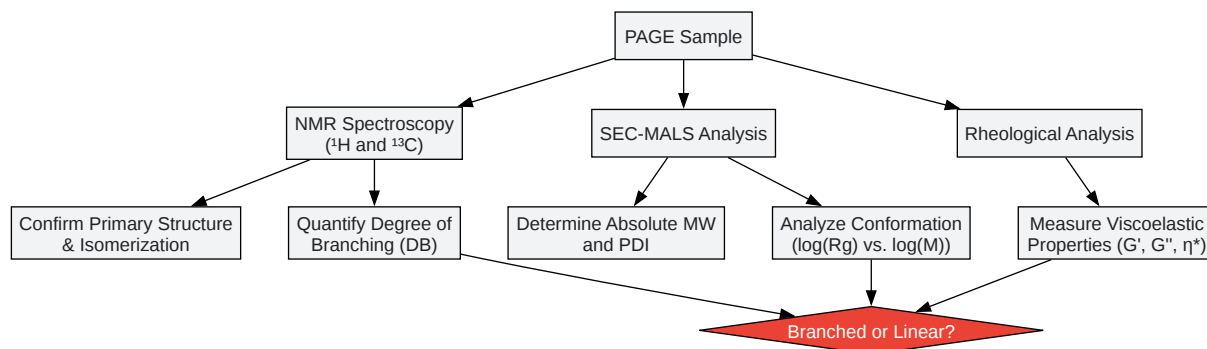 PAGE Sample
NMR Spectroscopy
(¹H and ¹³C)
SEC-MALS Analysis
Rheological Analysis
Confirm Primary Structure
& Isomerization
Quantify Degree of
Branching (DB)
Determine Absolute MW
and PDI
Analyze Conformation
(log(Rg) vs. log(M))
Measure Viscoelastic
Properties (G', G'', η*)
Branched or Linear?